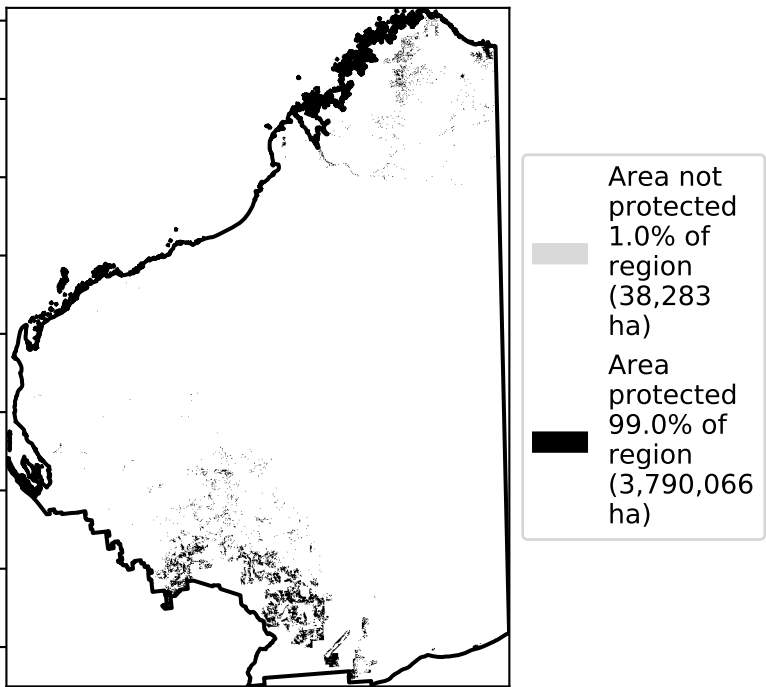 Area not
protected
1.0% of
region
(38,283
ha)
Area
protected
99.0% of
region
(3,790,066
ha)